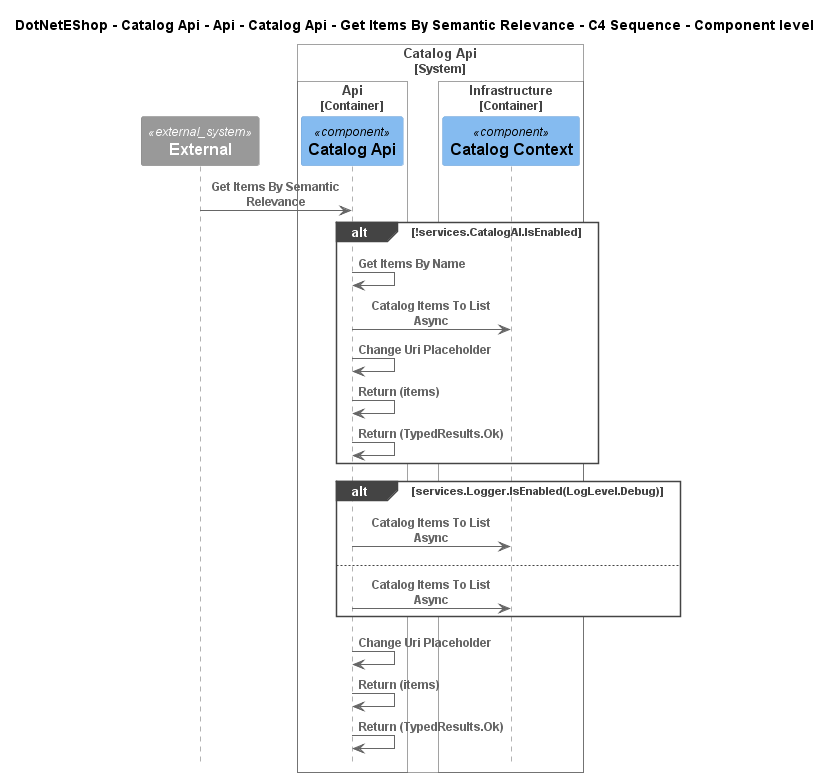 DotNetEShop - Catalog Api - Api - Catalog Api - Get Items By Semantic Relevance - C4 Sequence - Component level
Catalog Api
[System]
Api
[Container]
Infrastructure
[Container]
«external_system»
External
«component»
Catalog Api
«component»
Catalog Context
Get Items By Semantic
Relevance
alt
[!services.CatalogAI.IsEnabled]
Get Items By Name
Catalog Items To List
Async
Change Uri Placeholder
Return (items)
Return (TypedResults.Ok)
alt
[services.Logger.IsEnabled(LogLevel.Debug)]
Catalog Items To List
Async
Catalog Items To List
Async
Change Uri Placeholder
Return (items)
Return (TypedResults.Ok)